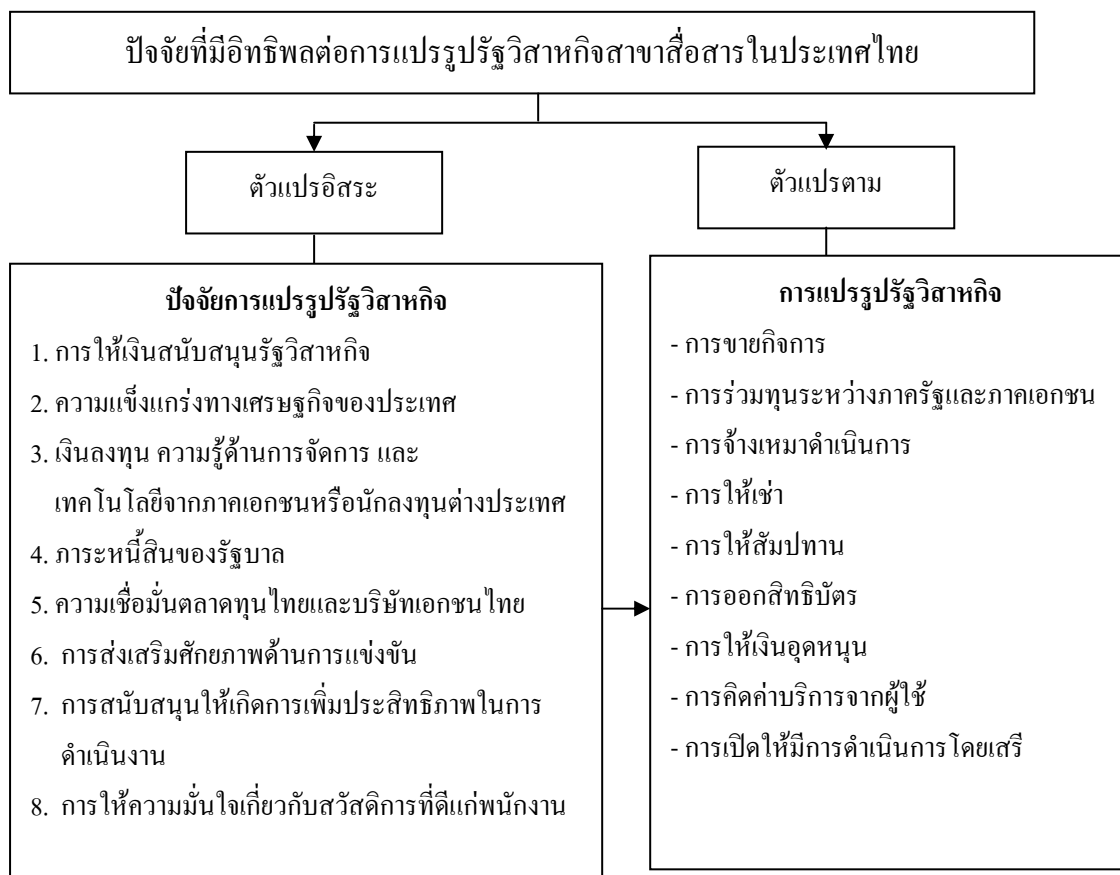 ปัจจัยที่มีอิทธิพลต่อการแปรรูปรัฐวิสาหกิจสาขาสื่อสารในประเทศไทย
ตัวแปรอิสระ
ตัวแปรตาม
ปัจจัยการแปรรูปรัฐวิสาหกิจ
1. การให้เงินสนับสนุนรัฐวิสาหกิจ
2. ความแข็งแกร่งทางเศรษฐกิจของประเทศ
3. เงินลงทุน ความรู้ด้านการจัดการ และ
เทคโนโลยีจากภาคเอกชนหรือนักลงทุนต่างประเทศ
4. ภาระหนี้สินของรัฐบาล
5. ความเชื่อมั่นตลาดทุนไทยและบริษัทเอกชนไทย
6. การส่งเสริมศักยภาพด้านการแข่งขัน
7. การสนับสนุนให้เกิดการเพิ่มประสิทธิภาพในการ
ดำเนินงาน
8. การให้ความมั่นใจเกี่ยวกับสวัสดิการที่ดีแก่พนักงาน
การแปรรูปรัฐวิสาหกิจ
- การขายกิจการ
- การร่วมทุนระหว่างภาครัฐและภาคเอกชน
- การจ้างเหมาดำเนินการ
- การให้เช่า
- การให้สัมปทาน
- การออกสิทธิบัตร
- การให้เงินอุดหนุน
- การคิดค่าบริการจากผู้ใช้
- การเปิดให้มีการดำเนินการโดยเสรี